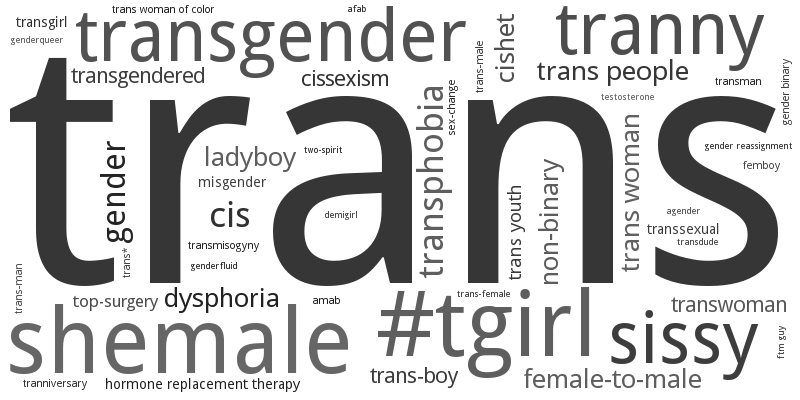 trans woman of color
afab
transgirl
transgender
tranny
genderqueer
cishet
trans-male
transgendered
cissexism
trans people
transman
gender binary
sex-change
testosterone
trans
transphobia
gender
ladyboy
two-spirit
trans woman
gender reassignment
femboy
misgender
non-binary
trans youth
cis
demigirl
agender
transssexual
transdude
transmisogyny
trans*
genderfluid
trans-man
top-surgery
dysphoria
amab
trans-female
#tgirl
transwoman
shemale
sissy
ftm guy
trans-boy
female-to-male
tranniversary
hormone replacement therapy